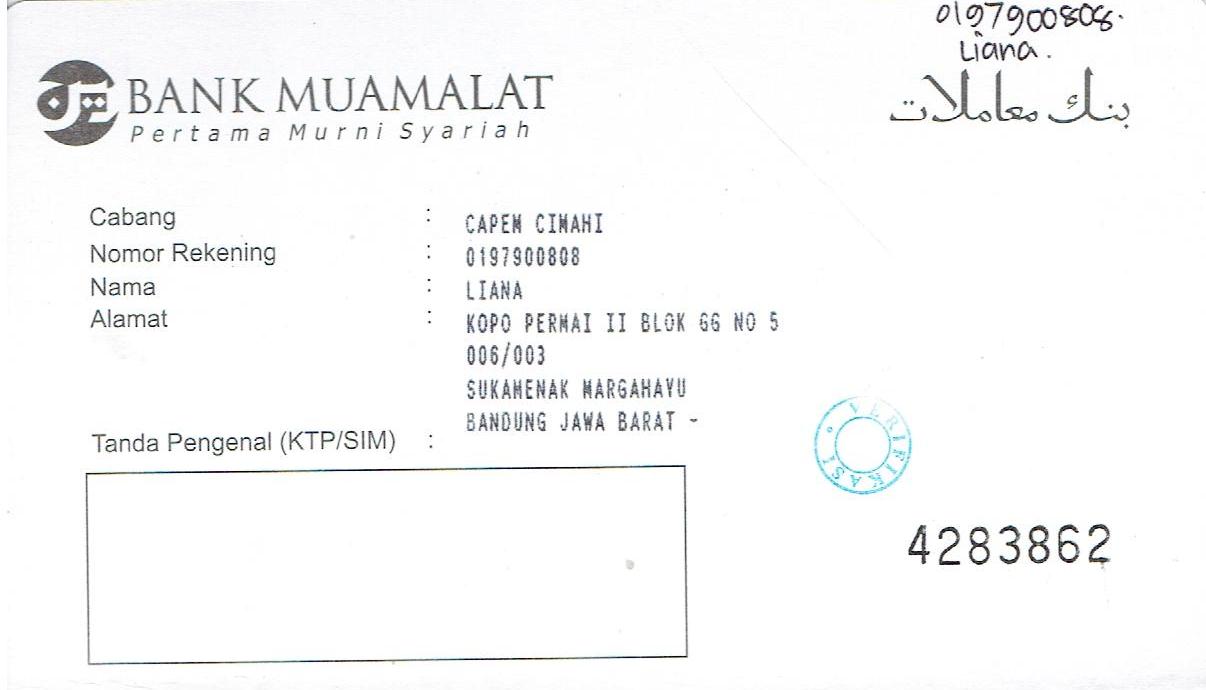 0197900808.
Liana.
BANK MUAMALAT
Pertama Murni Syariah
بنك معاملات
Cabang : CAPEM CIMAHI
Nomor Rekening : 0197900808
Nama : LIANA
Alamat : KOPO PERMAI II BLOK GG NO 5
006/003
SUKAMENAK MARGAHAYU
BANDUNG JAWA BARAT -
Tanda Pengenal (KTP/SIM) :
VERIFIKASI
4283862